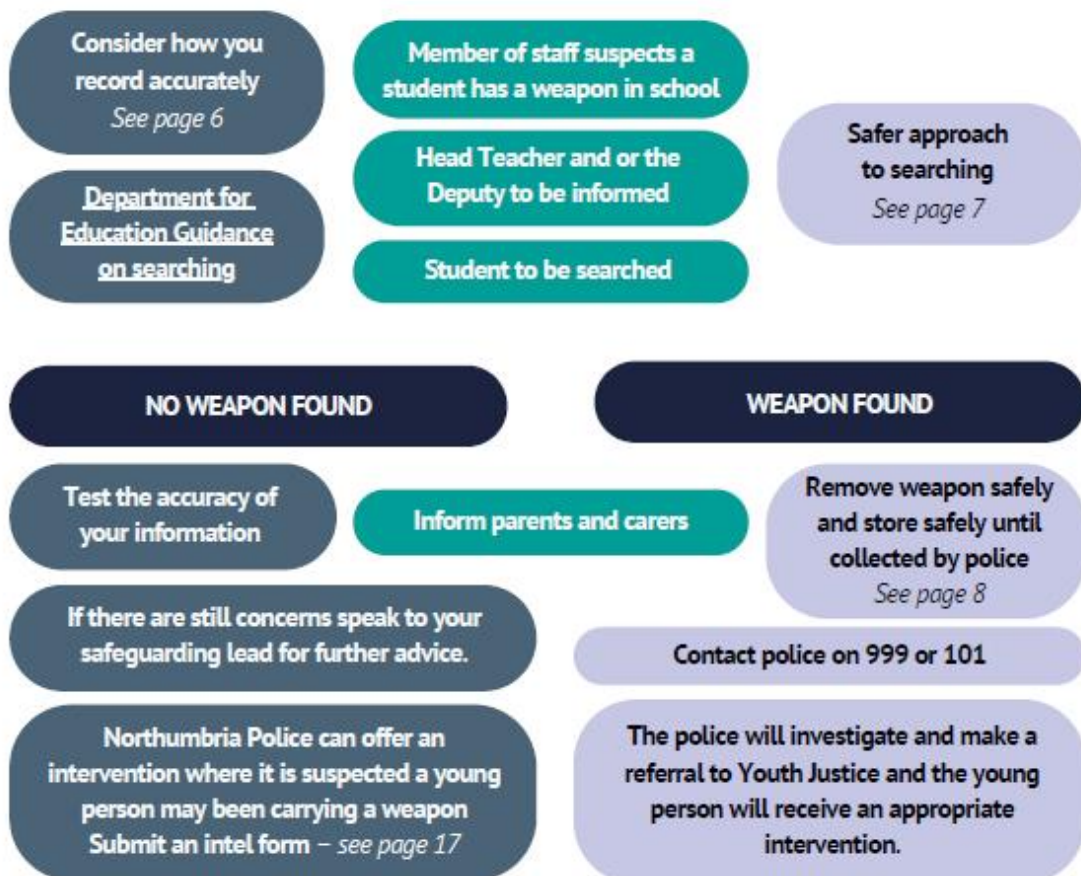 Consider how you
record accurately
See page 6
Department for
Education Guidance
on searching
Member of staff suspects a
student has a weapon in school
Head Teacher and or the
Deputy to be informed
Student to be searched
Safer approach
to searching
See page 7
NO WEAPON FOUND
WEAPON FOUND
Test the accuracy of
your information
If there are still concerns speak to your
safeguarding lead for further advice.
Northumbria Police can offer an
intervention where it is suspected a young
person may been carrying a weapon
Submit an intel form – see page 17
Inform parents and carers
Remove weapon safely
and store safely until
collected by police
See page 8
Contact police on 999 or 101
The police will investigate and make a
referral to Youth Justice and the young
person will receive an appropriate
intervention.